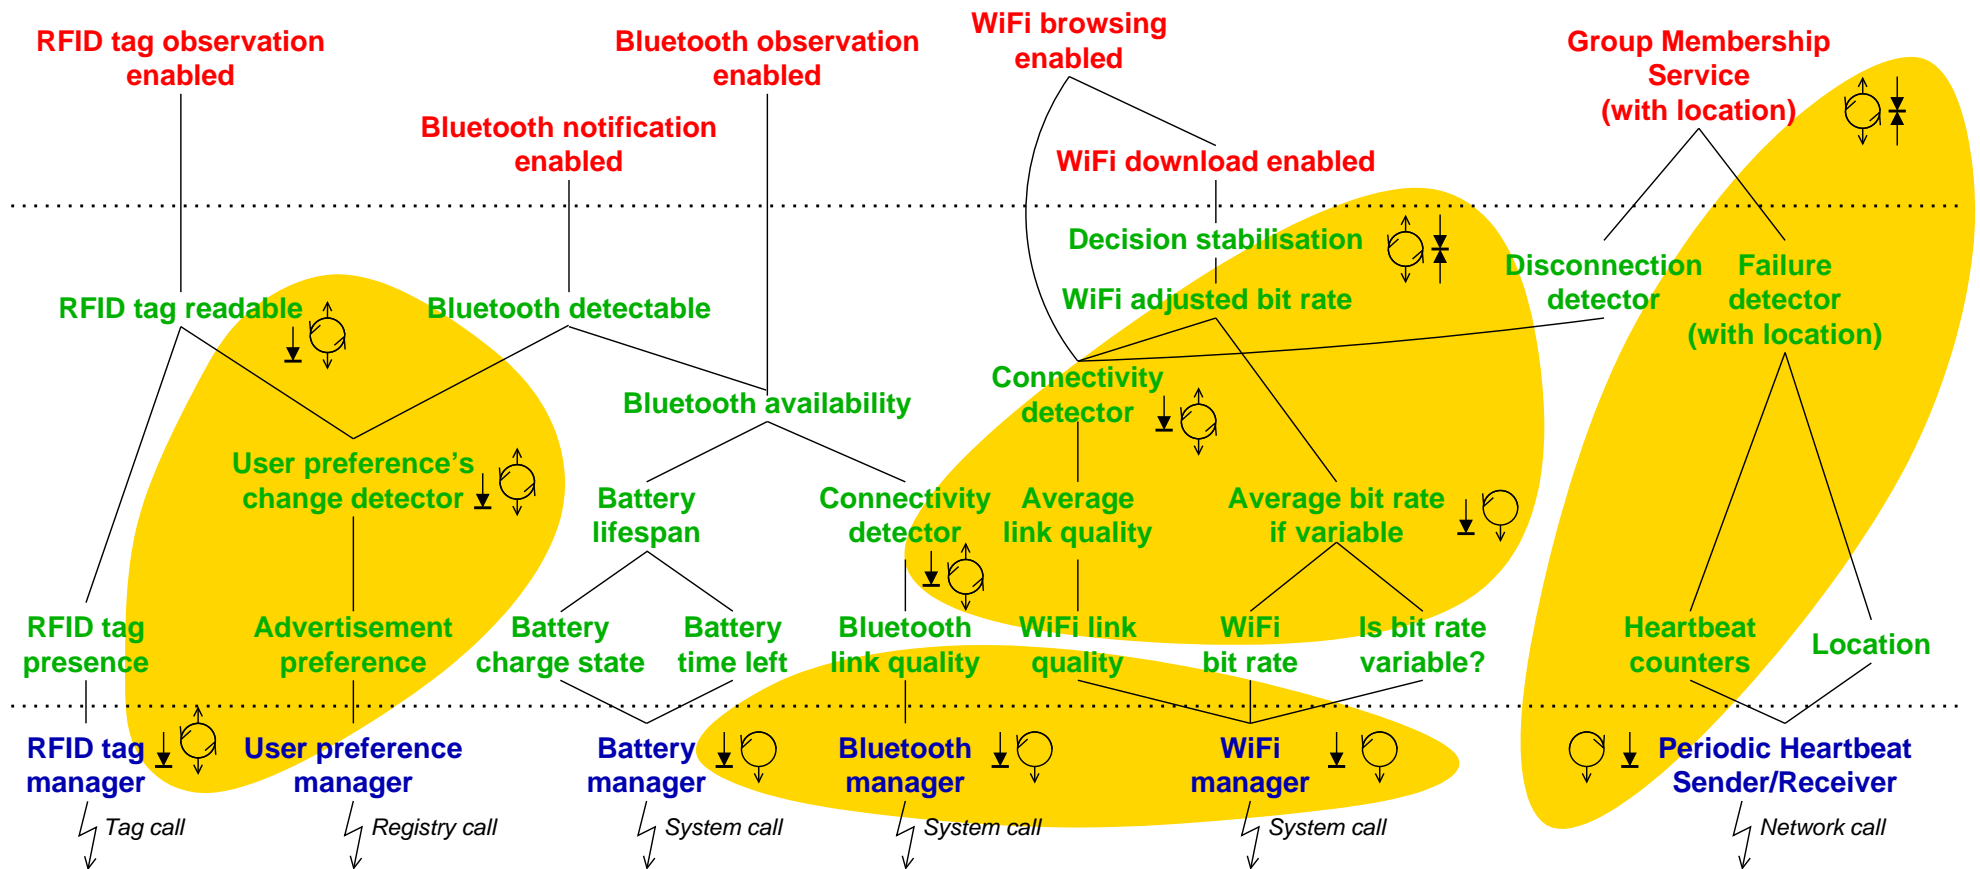 RFID tag observation
enabled
Bluetooth observation
enabled
WiFi browsing
enabled
Group Membership
Service
(with location)
Bluetooth notification
enabled
WiFi download enabled
Decision stabilisation
WiFi adjusted bit rate
Disconnection
detector
Failure
detector
(with location)
RFID tag readable
Bluetooth detectable
Connectivity
detector
Bluetooth availability
User preference's
change detector
Battery
lifespan
Connectivity
detector
Average
link quality
Average bit rate
if variable
RFID tag
presence
Advertisement
preference
Battery
charge state
Battery
time left
Bluetooth
link quality
WiFi link
quality
WiFi
bit rate
Is bit rate
variable?
Heartbeat
counters
Location
RFID tag
manager
User preference
manager
Battery
manager
Bluetooth
manager
WiFi
manager
Periodic Heartbeat
Sender/Receiver
Tag call
Registry call
System call
System call
System call
Network call